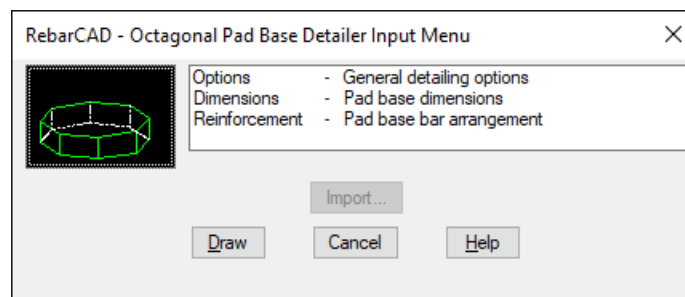 RebarCAD - Octagonal Pad Base Detailer Input Menu
Options - General detailing options
Dimensions - Pad base dimensions
Reinforcement - Pad base bar arrangement
Import...
Draw Cancel Help